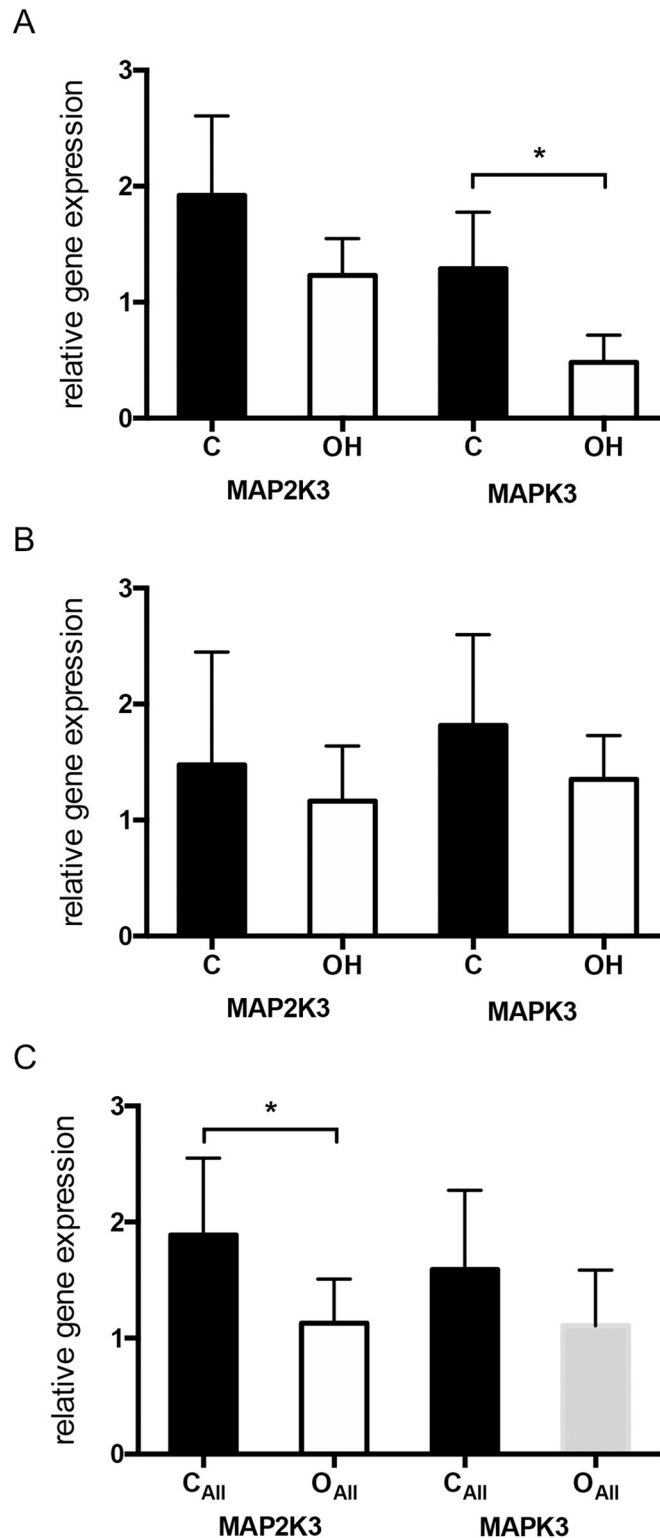 A
relative gene expression
3
2
1
0
*
C OH C OH
MAP2K3 MAPK3
B
relative gene expression
3
2
1
0
C OH C OH
MAP2K3 MAPK3
C
relative gene expression
3
2
1
0
*
CAll OAll CAll OAll
MAP2K3 MAPK3